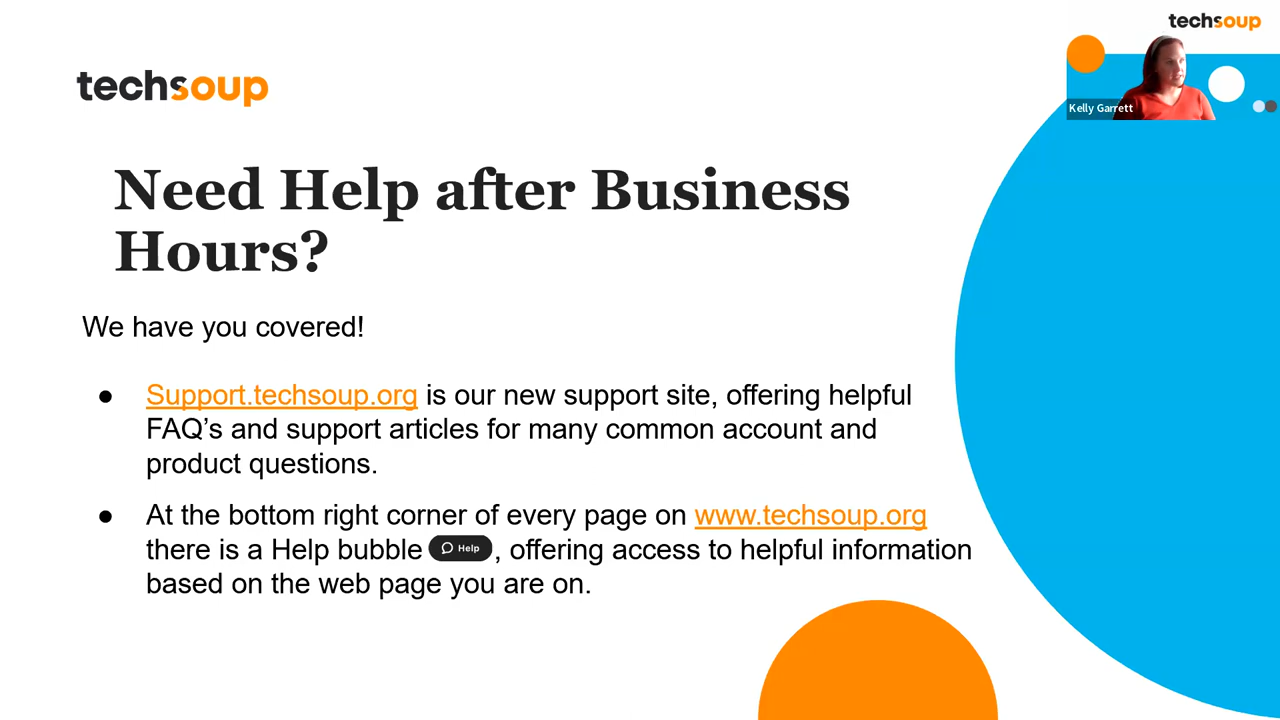 techsoup
techsoup
Kelly Garrett
Need Help after Business
Hours?
We have you covered!
● Support.techsoup.org is our new support site, offering helpful
FAQ's and support articles for many common account and
product questions.
● At the bottom right corner of every page on www.techsoup.org
there is a Help bubble Help, offering access to helpful information
based on the web page you are on.